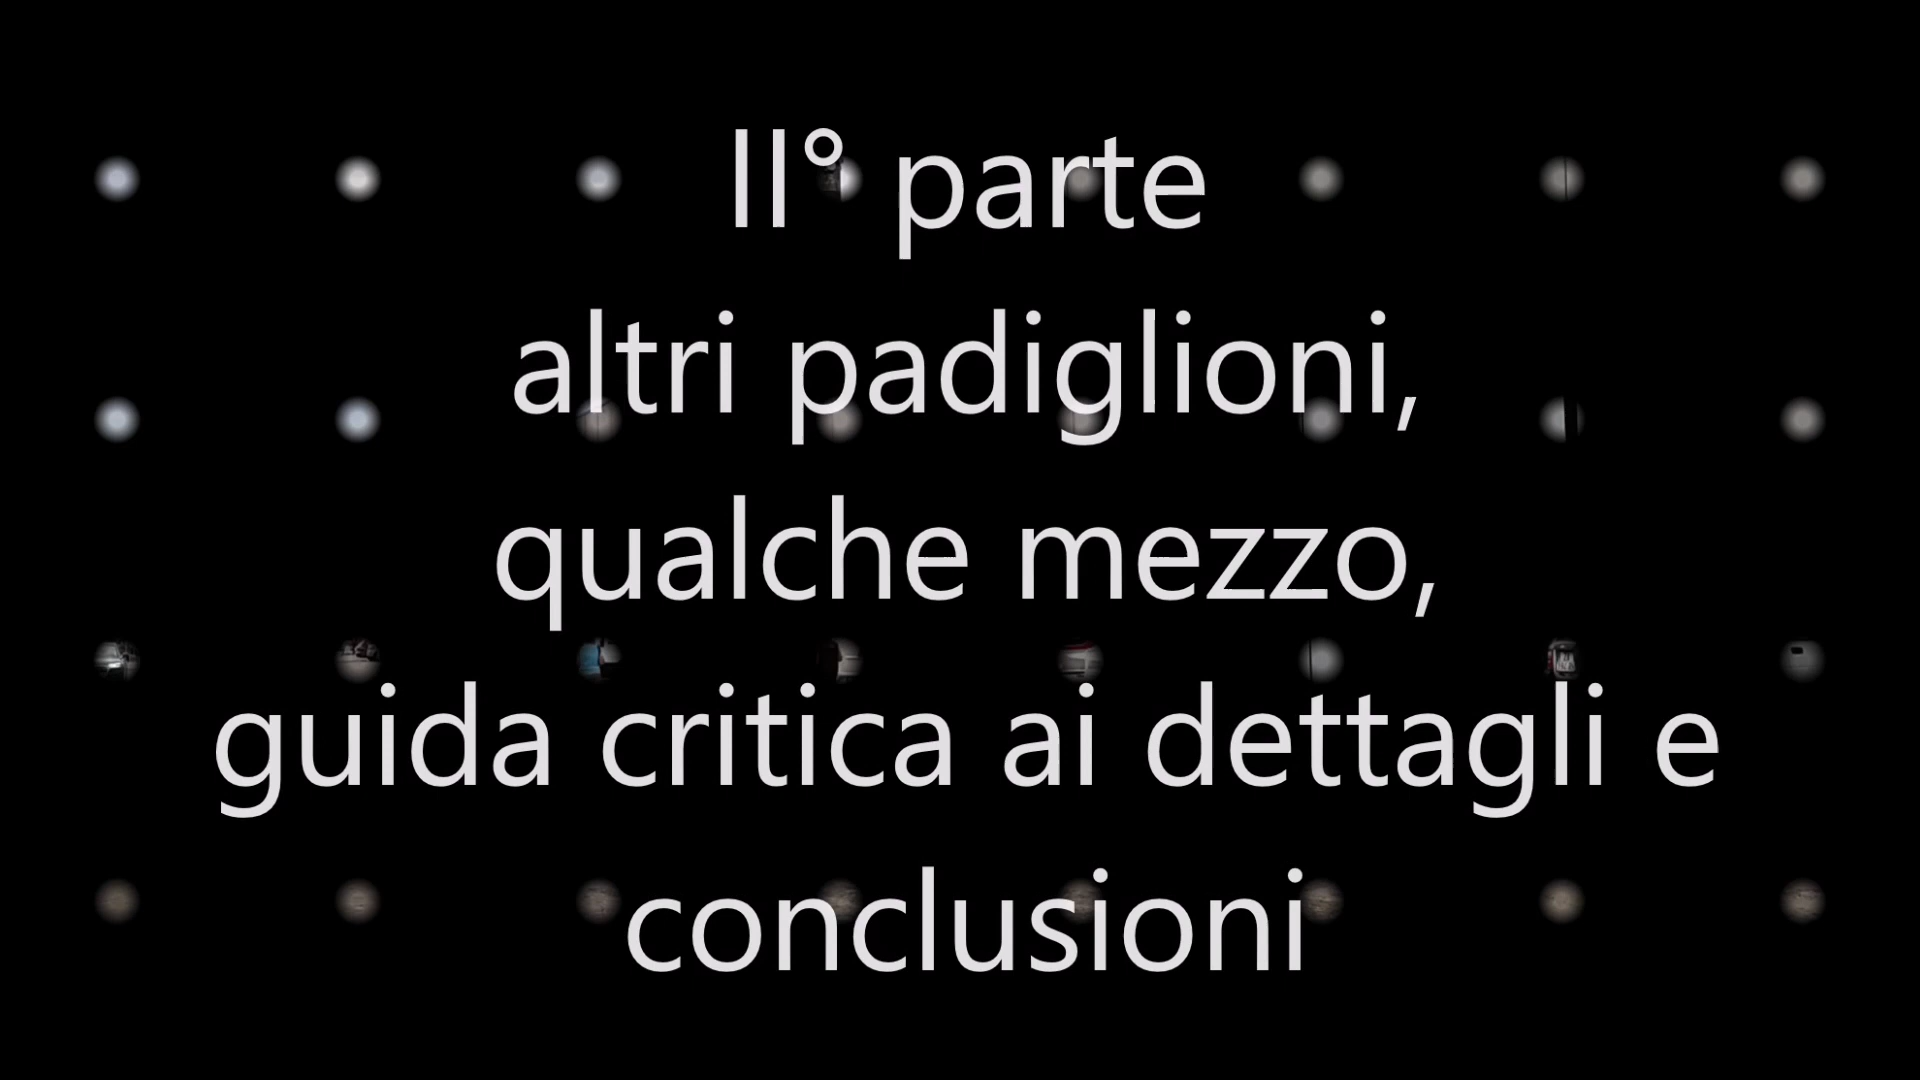 II° parte
altri padiglioni,
qualche mezzo,
guida critica ai dettagli e
conclusioni